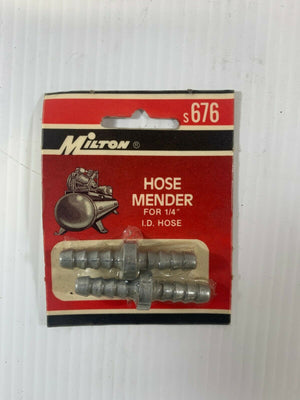 S676
MILTON ®
HOSE
MENDER
FOR 1/4"
I.D. HOSE